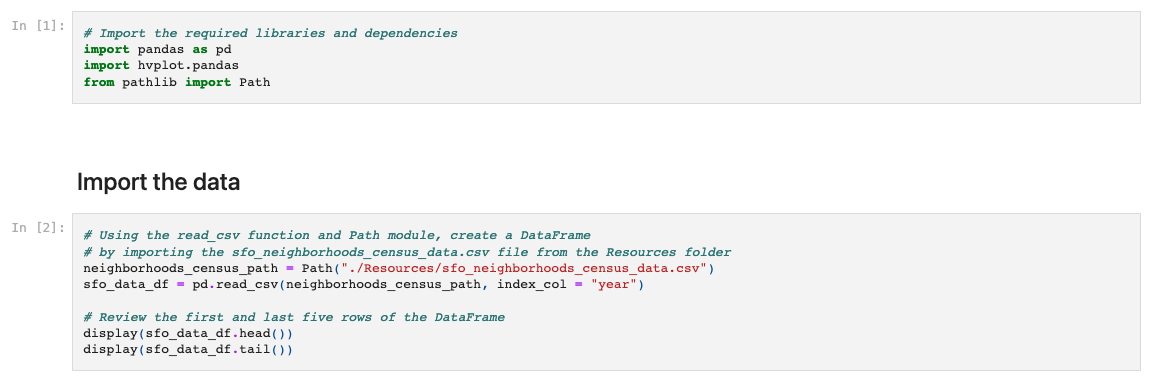 In [1]:
# Import the required libraries and dependencies
import pandas as pd
import hvplot.pandas
from pathlib import Path
Import the data
In [2]:
# Using the read_csv function and Path module, create a DataFrame
# by importing the sfo_neighborhoods_census_data.csv file from the Resources folder
neighborhoods_census_path = Path("./Resources/sfo_neighborhoods_census_data.csv")
sfo_data_df = pd.read_csv(neighborhoods_census_path, index_col = "year")
# Review the first and last five rows of the DataFrame
display(sfo_data_df.head())
display(sfo_data_df.tail())